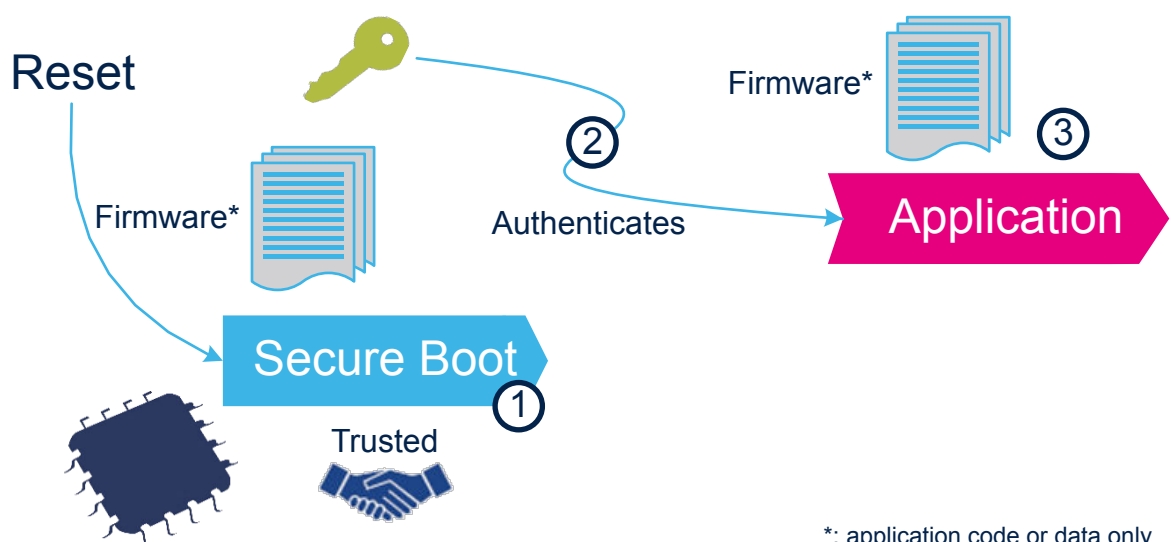 Reset
Firmware*
2
Authenticates
Firmware*
3
Application
Secure Boot
1
Trusted
*: application code or data only